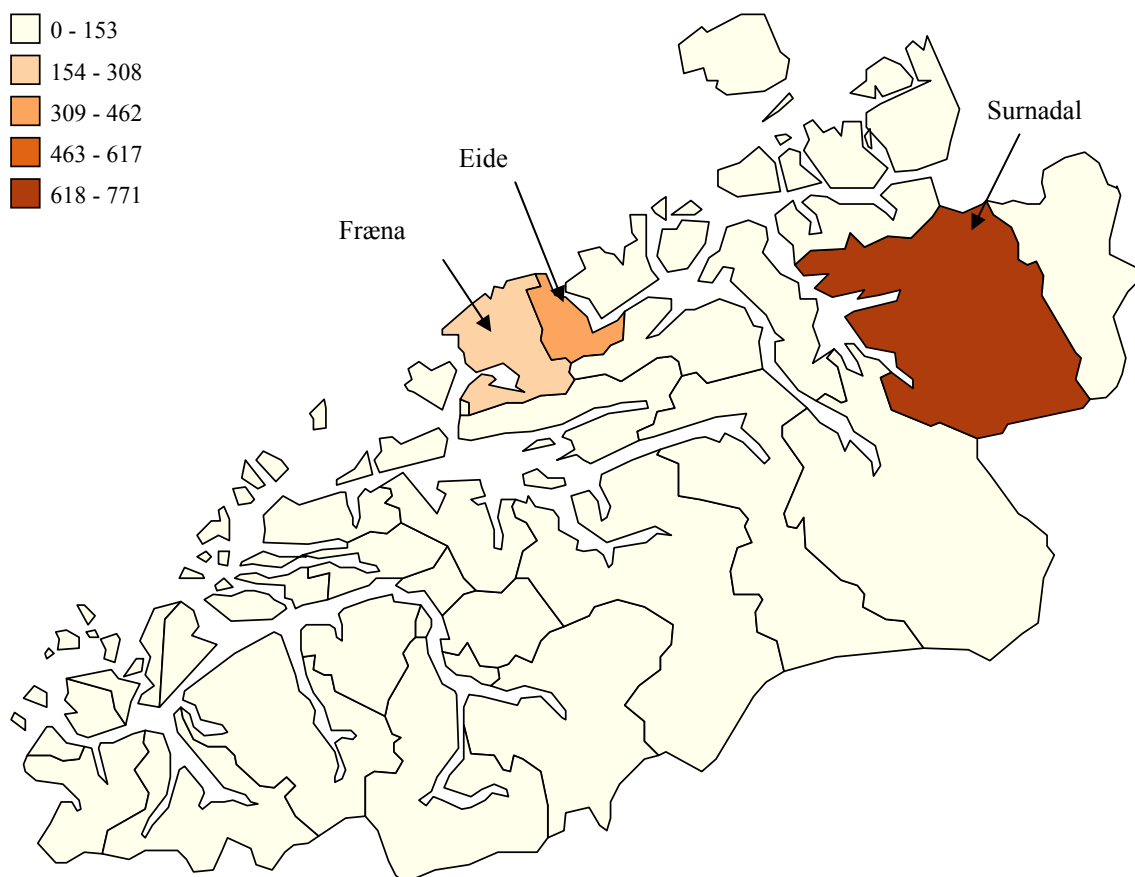 0 - 153
154 - 308
309 - 462
463 - 617
618 - 771
Surnadal
Eide
Fræna